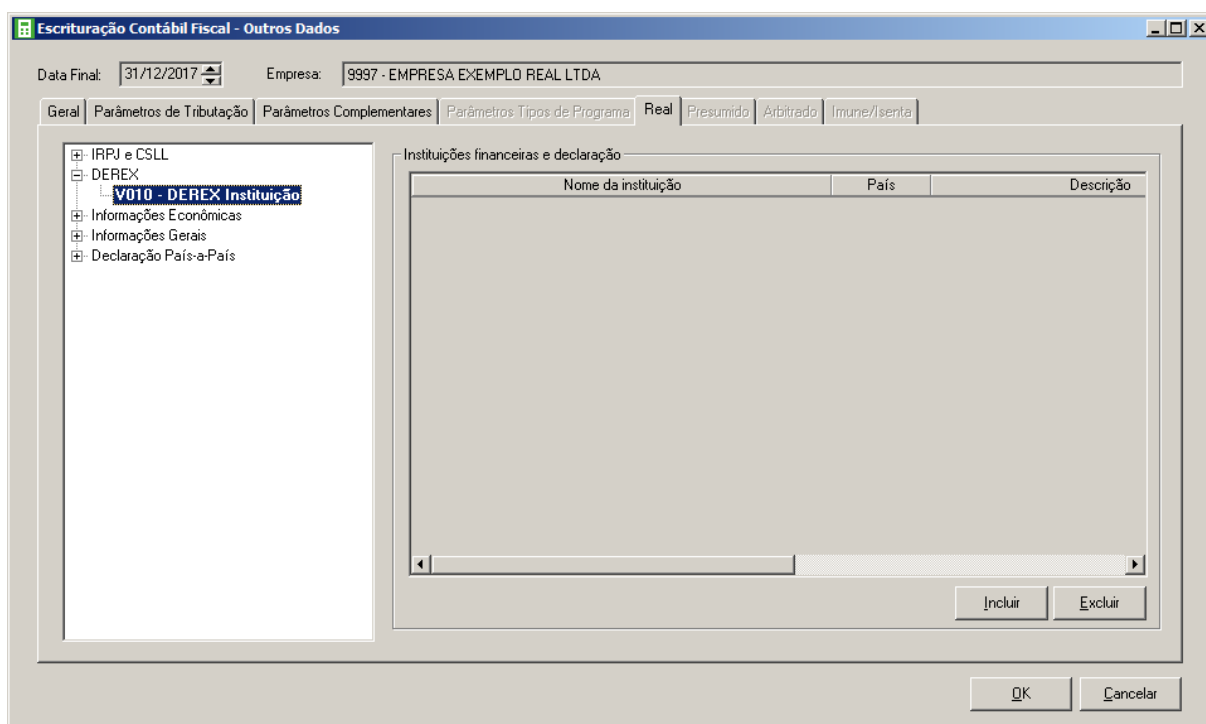 Escrituração Contábil Fiscal - Outros Dados
Data Final: 31/12/2017 Empresa: 9997 - EMPRESA EXEMPLO REAL LTDA
Geral Parâmetros de Tributação Parâmetros Complementares Parâmetros Tipos de Programa Real Presumido Arbitrado Imune/Isenta
IRPJ e CSLL
DEREX
V010 - DEREX Instituição
Informações Econômicas
Informações Gerais
Declaração País-a-País
Instituições financeiras e declaração
Nome da instituição País Descrição
Incluir Excluir
OK Cancelar